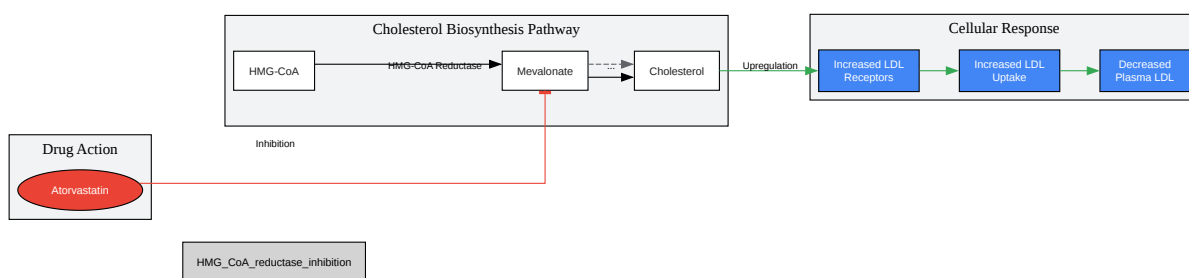 Cholesterol Biosynthesis Pathway
HMG-CoA
HMG-CoA Reductase
Mevalonate
...
Cholesterol
Upregulation
Cellular Response
Increased LDL
Receptors
Increased LDL
Uptake
Decreased
Plasma LDL
Inhibition
Drug Action
Atorvastatin
HMG_CoA_reductase_inhibition